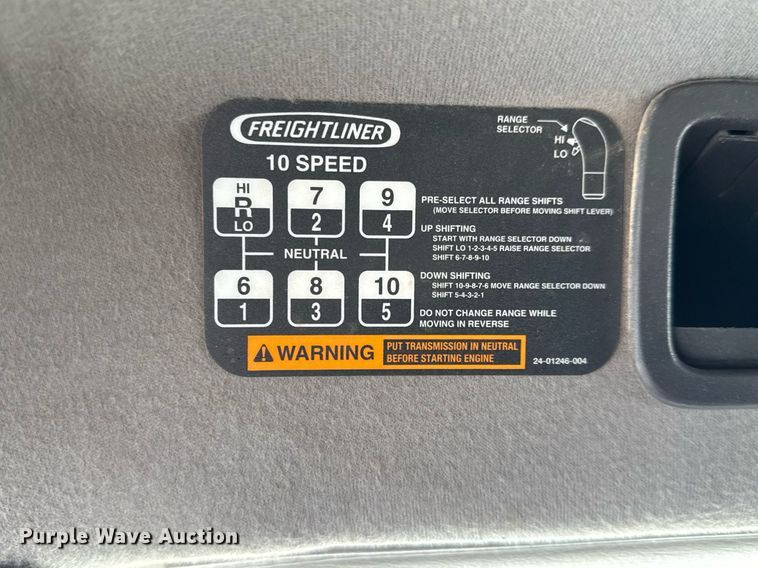 FREIGHTLINER
10 SPEED
RANGE
SELECTOR
HI
LO
HI
R
LO
7
2
9
4
NEUTRAL
6
1
8
3
10
5
PRE-SELECT ALL RANGE SHIFTS
(MOVE SELECTOR BEFORE MOVING SHIFT LEVER)
UP SHIFTING
START WITH RANGE SELECTOR DOWN
SHIFT LO 1-2-3-4-5 RAISE RANGE SELECTOR
SHIFT 6-7-8-9-10
DOWN SHIFTING
SHIFT 10-9-8-7-6 MOVE RANGE SELECTOR DOWN
SHIFT 5-4-3-2-1
DO NOT CHANGE RANGE WHILE
MOVING IN REVERSE
WARNING
PUT TRANSMISSION IN NEUTRAL
BEFORE STARTING ENGINE
24-01246-004
Purple Wave Auction